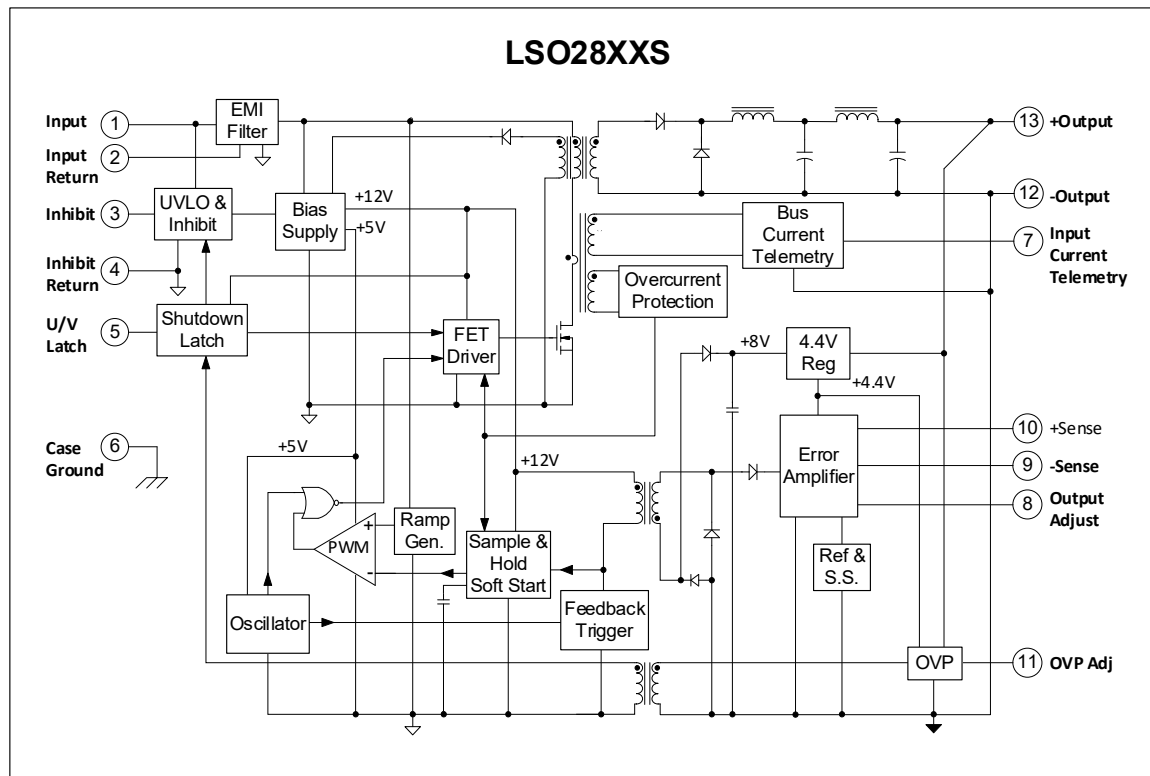 LSO28XXS
Input
1
EMI
Filter
13
+Output
Input
Return
2
12
-Output
Inhibit
3
UVLO &
Inhibit
Bias
Supply
+12V
+5V
Bus
Current
Telemetry
7
Input
Current
Telemetry
Inhibit
Return
4
Overcurrent
Protection
U/V
Latch
5
Shutdown
Latch
FET
Driver
+8V
4.4V
Reg
+4.4V
Case
Ground
6
+5V
+12V
Error
Amplifier
10
+Sense
9
-Sense
8
Output
Adjust
PWM
+
-
Ramp
Gen.
Sample &
Hold
Soft Start
Ref &
S.S.
Oscillator
Feedback
Trigger
OVP
11
OVP Adj